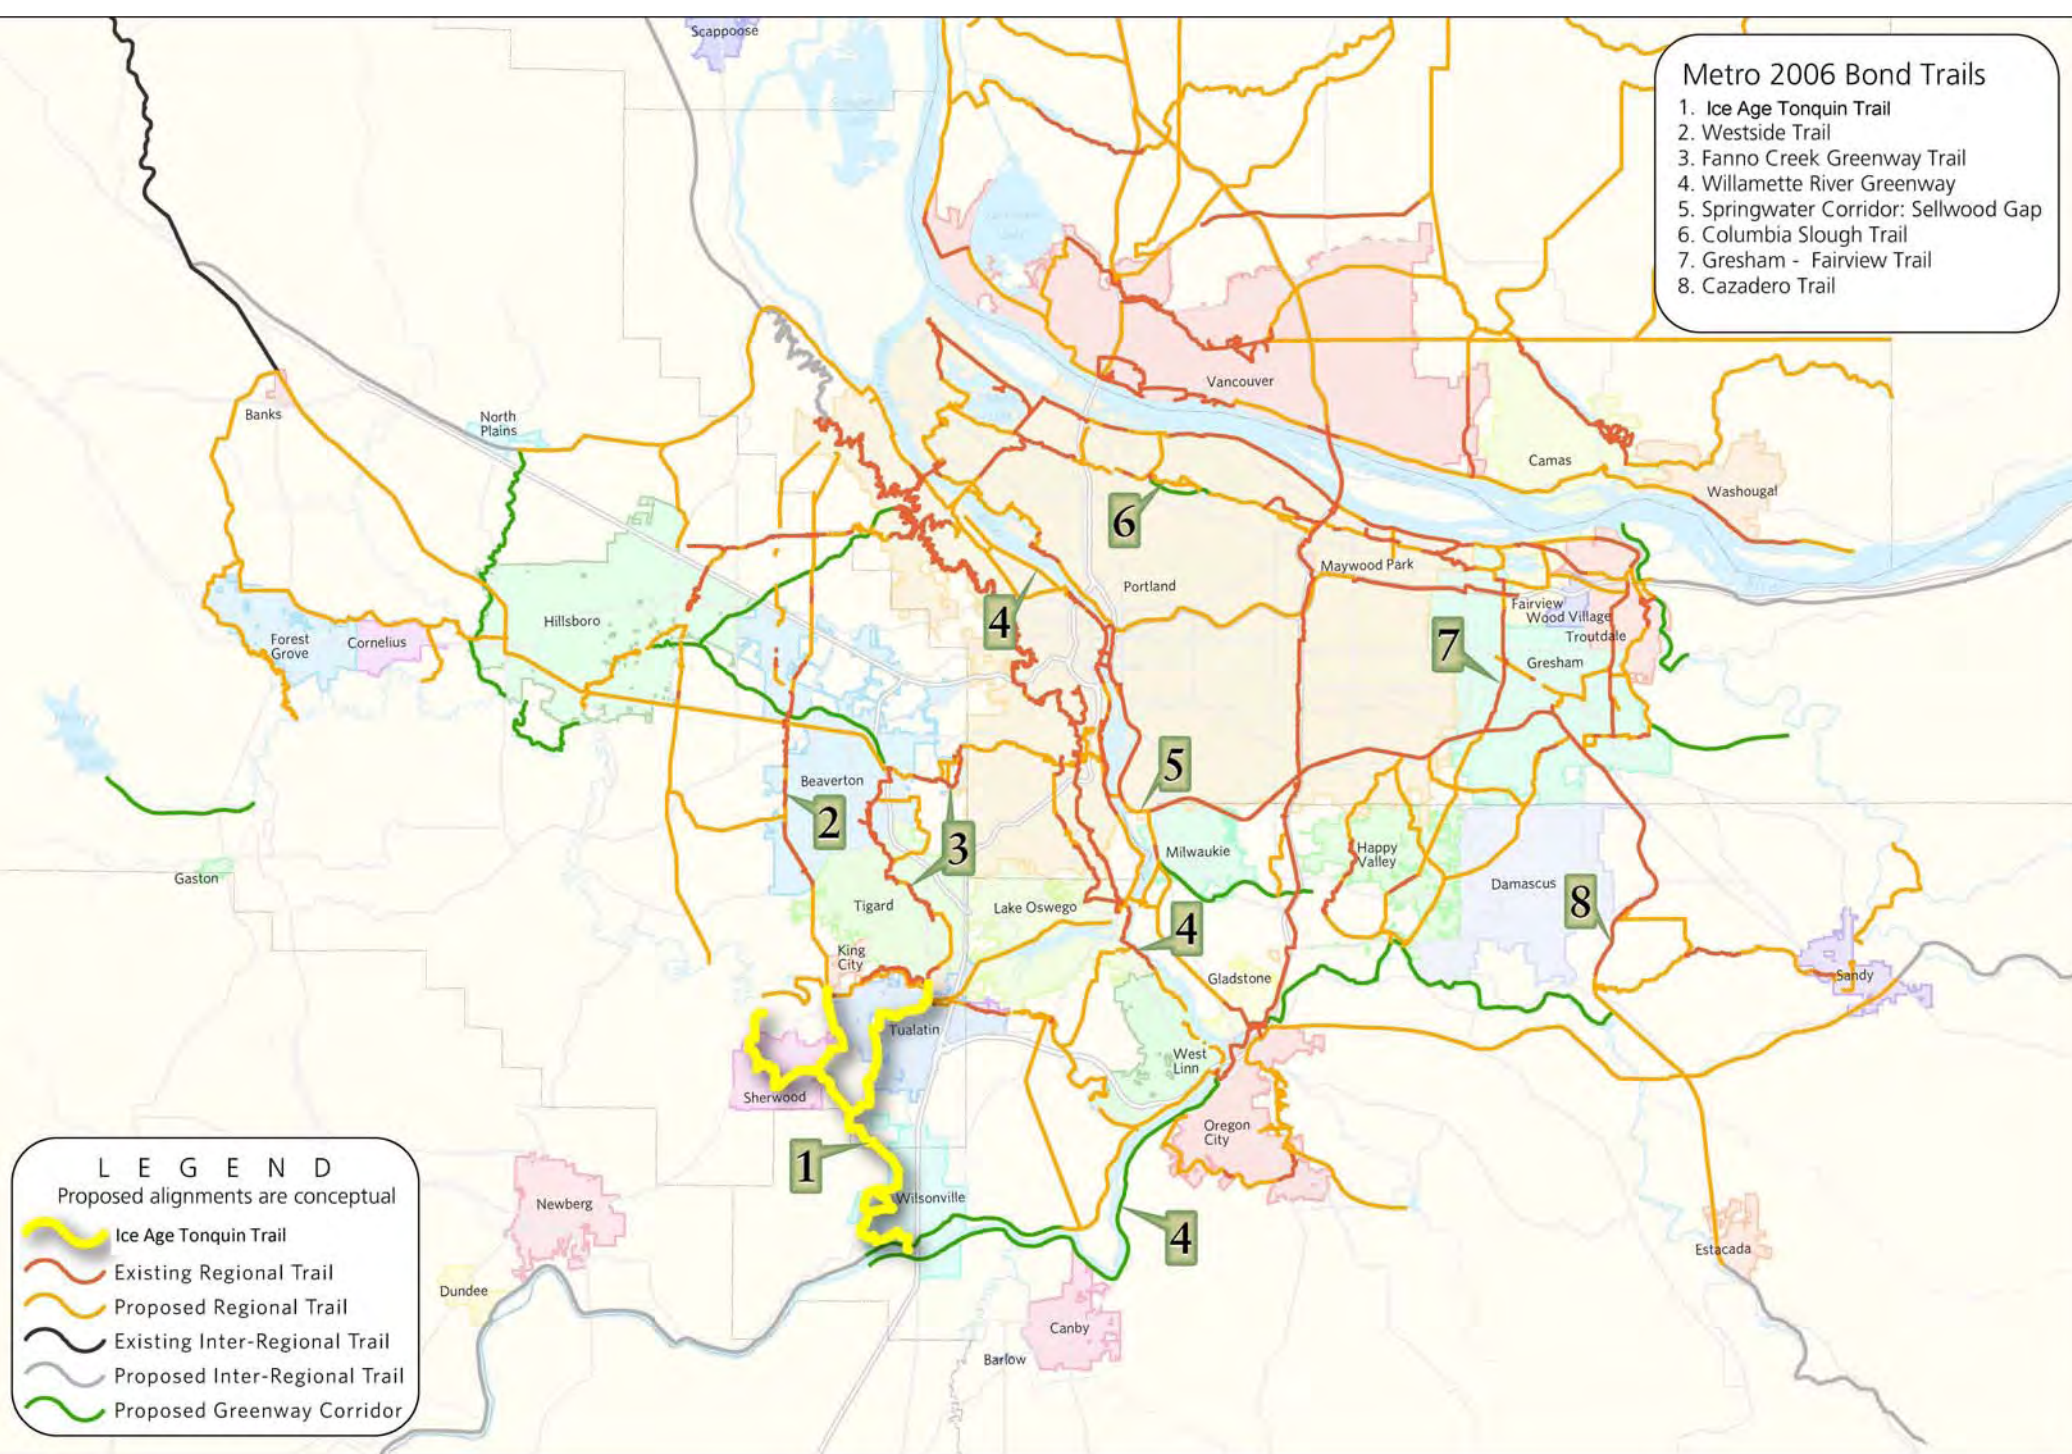 Scappoose
Metro 2006 Bond Trails
1. Ice Age Tonquin Trail
2. Westside Trail
3. Fanno Creek Greenway Trail
4. Willamette River Greenway
5. Springwater Corridor: Sellwood Gap
6. Columbia Slough Trail
7. Gresham - Fairview Trail
8. Cazadero Trail
Vancouver
Banks
North
Plains
Camas
Washougal
6
Maywood Park
Portland
4
Fairview
Wood Village
Troutdale
Hillsboro
Forest
Grove
Cornelius
7
Gresham
5
Beaverton
2
3
Milwaukie
Happy
Valley
Gaston
Damascus
8
Tigard
Lake Oswego
4
King
City
Gladstone
Sandy
Tualatin
West
Linn
Sherwood
Oregon
City
1
Wilsonville
Newberg
4
Estacada
Dundee
Canby
Barlow
LEGEND
Proposed alignments are conceptual
Ice Age Tonquin Trail
Existing Regional Trail
Proposed Regional Trail
Existing Inter-Regional Trail
Proposed Inter-Regional Trail
Proposed Greenway Corridor